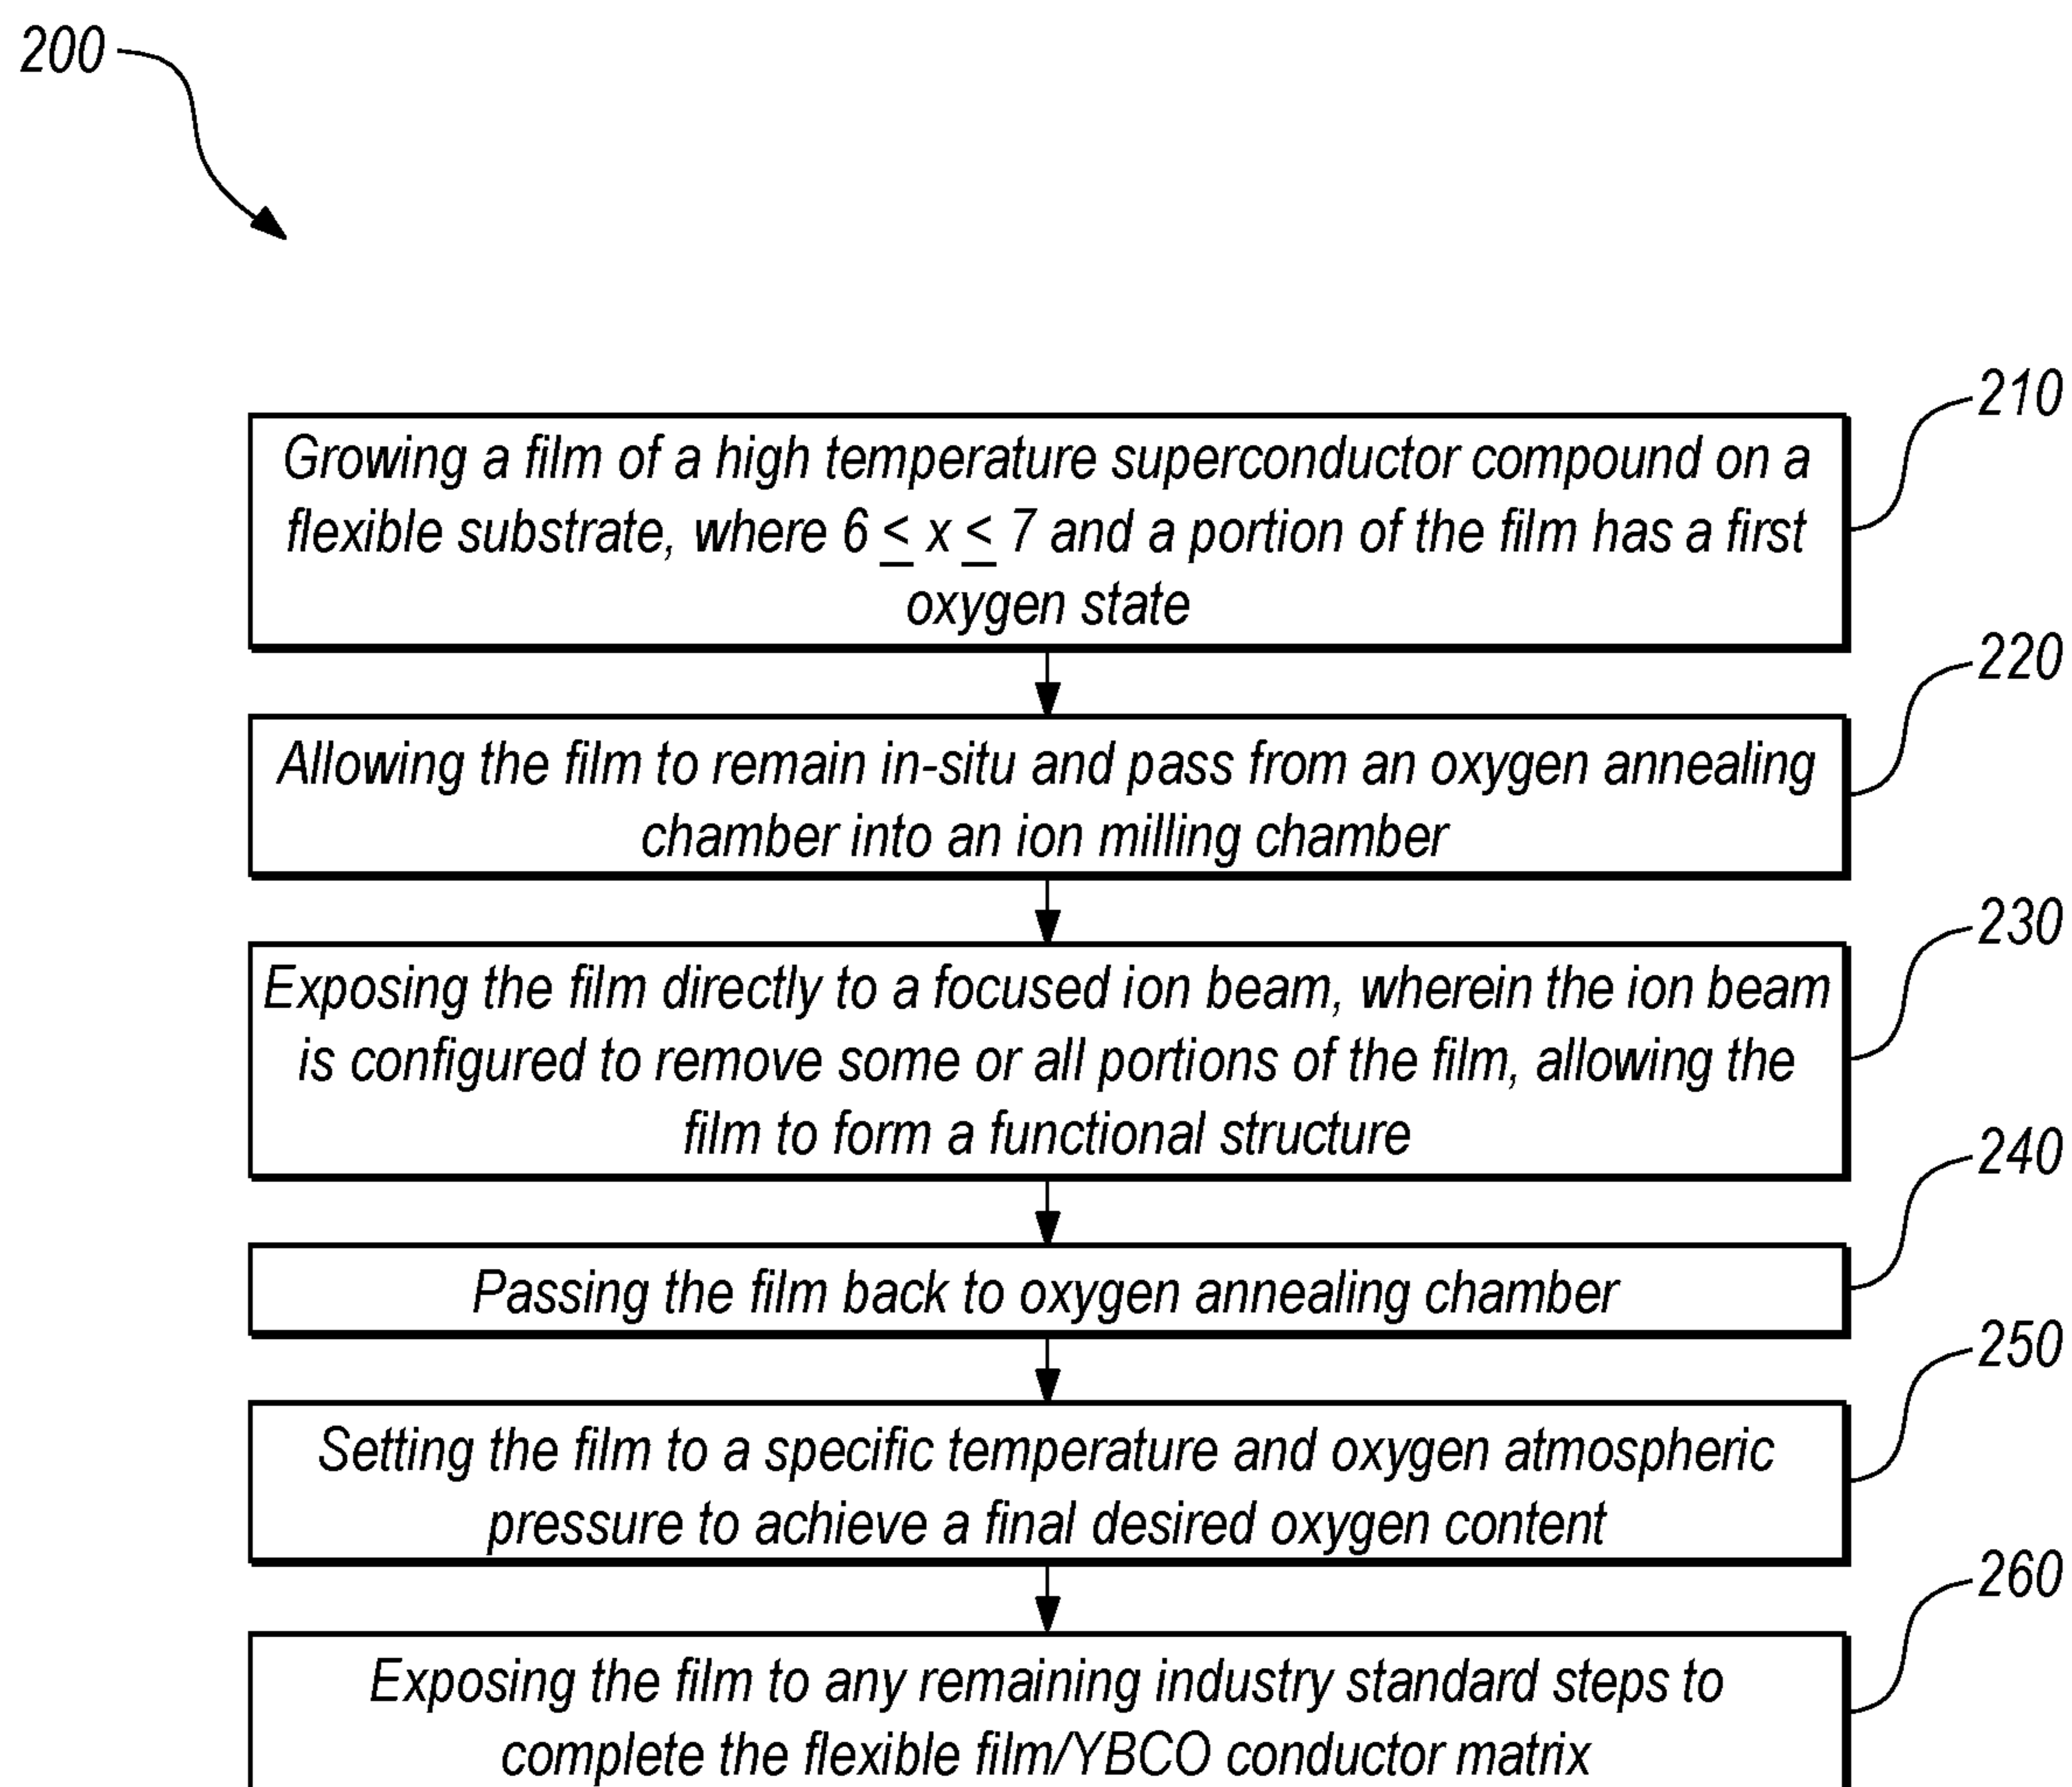 200
210
Growing a film of a high temperature superconductor compound on a
flexible substrate, where 6 ≤ x ≤ 7 and a portion of the film has a first
oxygen state
220
Allowing the film to remain in-situ and pass from an oxygen annealing
chamber into an ion milling chamber
230
Exposing the film directly to a focused ion beam, wherein the ion beam
is configured to remove some or all portions of the film, allowing the
film to form a functional structure
240
Passing the film back to oxygen annealing chamber
250
Setting the film to a specific temperature and oxygen atmospheric
pressure to achieve a final desired oxygen content
260
Exposing the film to any remaining industry standard steps to
complete the flexible film/YBCO conductor matrix